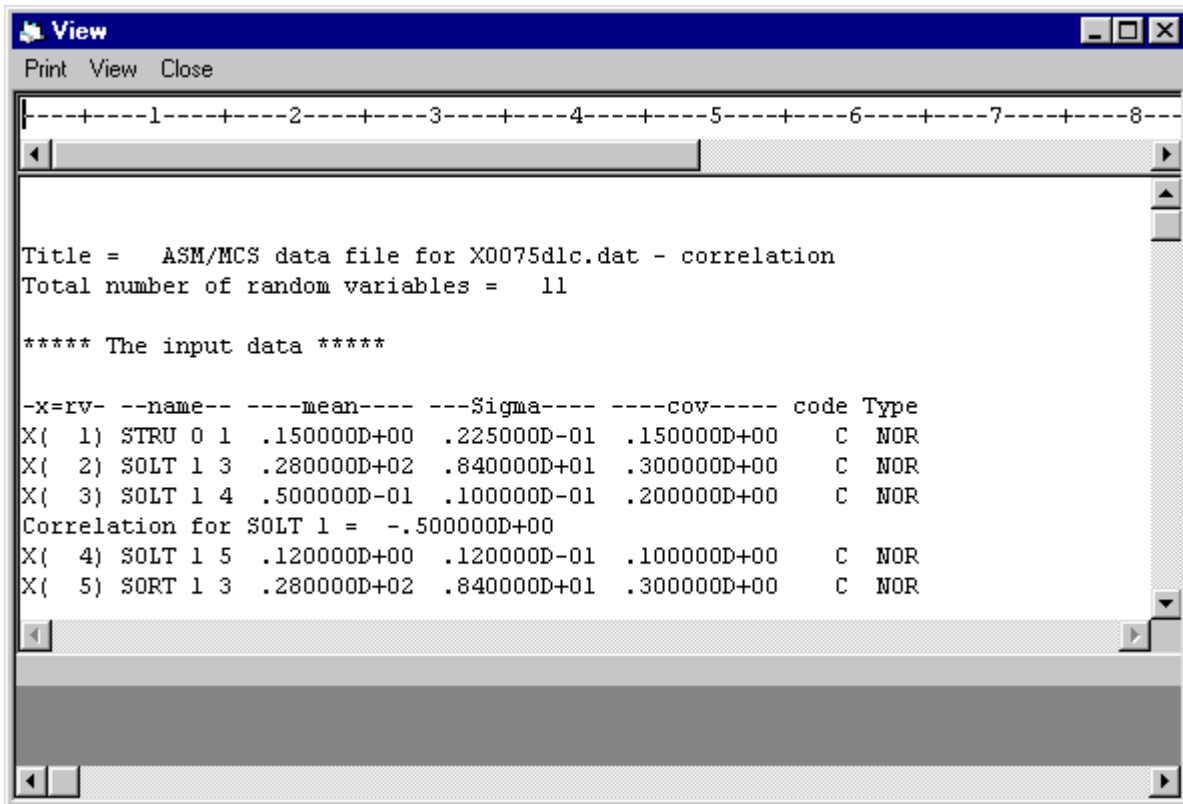 View
Print View Close
----+----1----+----2----+----3----+----4----+----5----+----6----+----7----+----8---
Title =   ASM/MCS data file for X0075dlc.dat - correlation
Total number of random variables =   11
***** The input data *****
-x=rv- --name-- ----mean---- ---Sigma---- ----cov----- code Type
X(  1) STRU 0 1  .150000D+00  .225000D-01  .150000D+00    C  NOR
X(  2) SOLT 1 3  .280000D+02  .840000D+01  .300000D+00    C  NOR
X(  3) SOLT 1 4  .500000D-01  .100000D-01  .200000D+00    C  NOR
Correlation for SOLT 1 =  -.500000D+00
X(  4) SOLT 1 5  .120000D+00  .120000D-01  .100000D+00    C  NOR
X(  5) SORT 1 3  .280000D+02  .840000D+01  .300000D+00    C  NOR